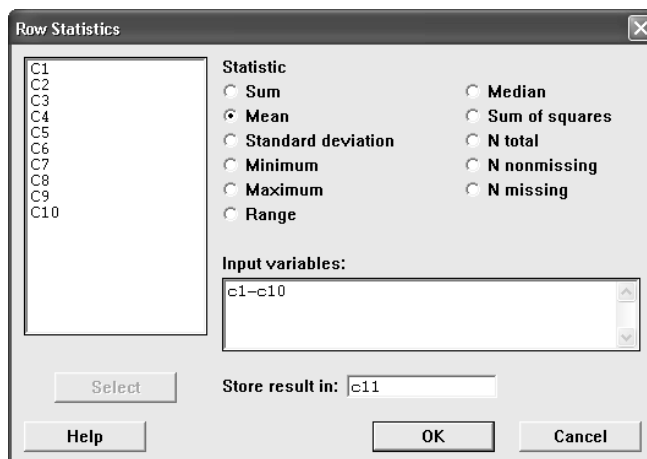 Row Statistics
C1
C2
C3
C4
C5
C6
C7
C8
C9
C10
Statistic
Sum
Mean
Standard deviation
Minimum
Maximum
Range
Median
Sum of squares
N total
N nonmissing
N missing
Input variables:
c1-c10
Select
Store result in: c11
Help OK Cancel